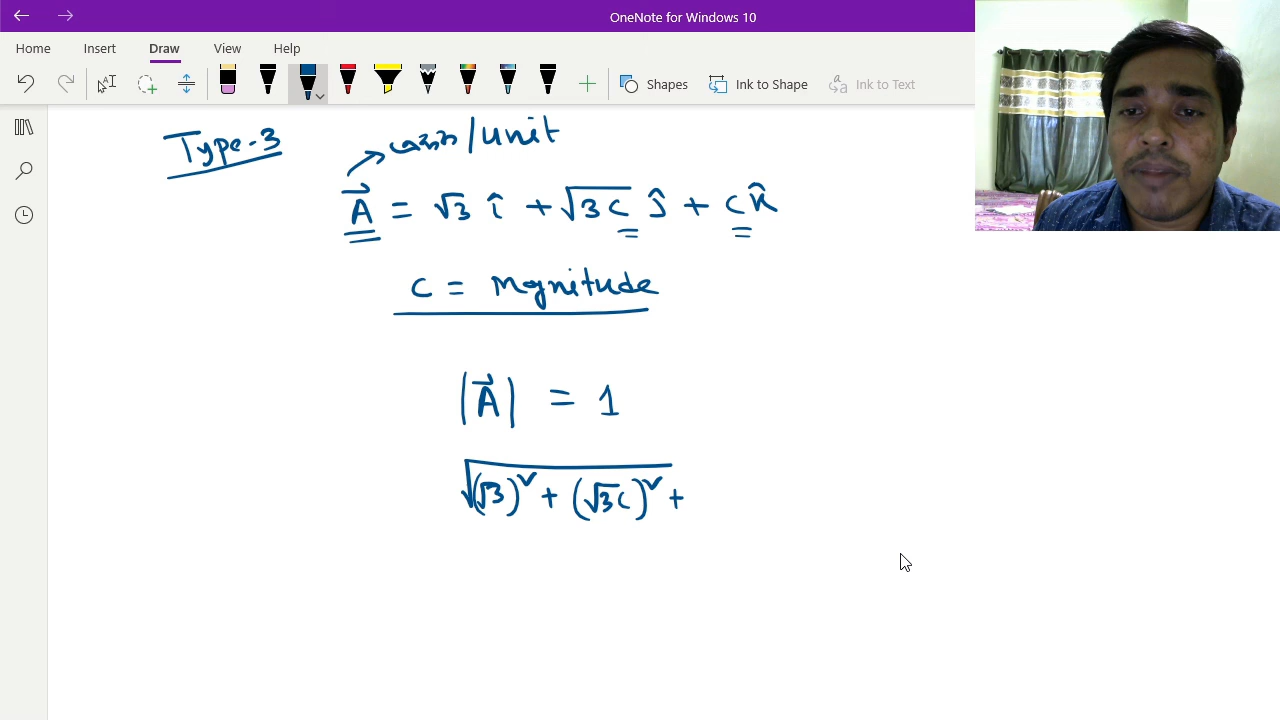 OneNote for Windows 10
Home Insert Draw View Help
Shapes Ink to Shape Ink to Text
Type-3
/unit
A⃗ = √3 î + √3C ĵ + Ck̂
C = Magnitude
|A⃗| = 1
√(√3)² + (√3C)² +